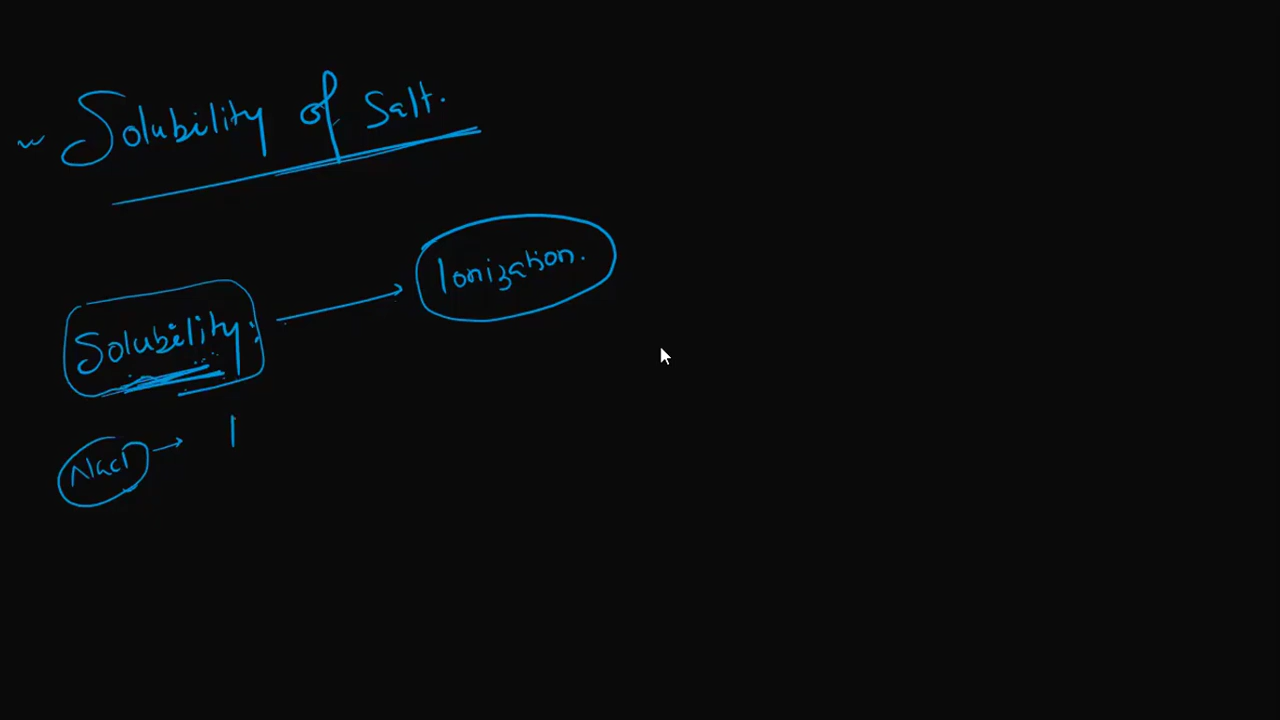 ~ Solubility of Salt.
Ionization.
Solubility:
Nacl → I